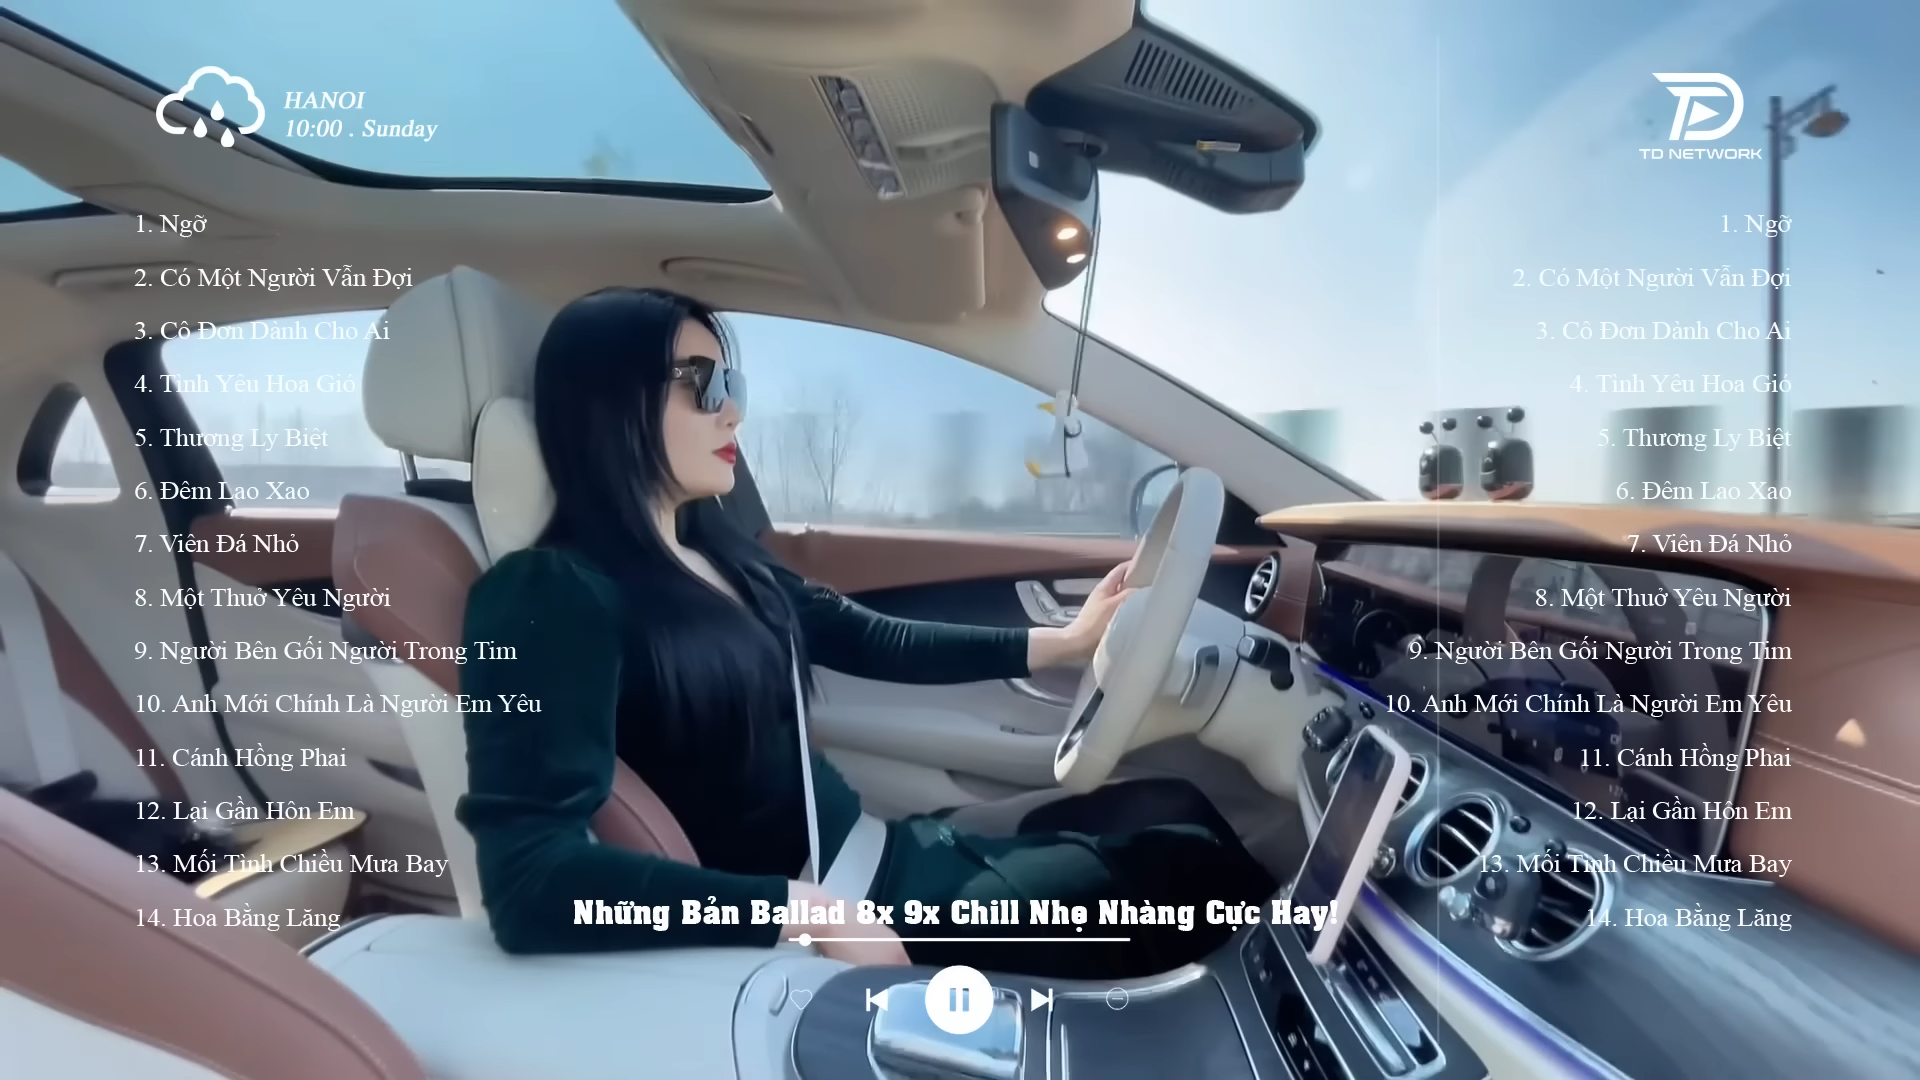 HANOI
10:00 . Sunday
TD NETWORK
1. Ngỡ
2. Có Một Người Vẫn Đợi
3. Cô Đơn Dành Cho Ai
4. Tình Yêu Hoa Gió
5. Thương Ly Biệt
6. Đêm Lao Xao
7. Viên Đá Nhỏ
8. Một Thuở Yêu Người
9. Người Bên Gối Người Trong Tim
10. Anh Mới Chính Là Người Em Yêu
11. Cánh Hồng Phai
12. Lại Gần Hôn Em
13. Mối Tình Chiều Mưa Bay
14. Hoa Bằng Lăng
1. Ngỡ
2. Có Một Người Vẫn Đợi
3. Cô Đơn Dành Cho Ai
4. Tình Yêu Hoa Gió
5. Thương Ly Biệt
6. Đêm Lao Xao
7. Viên Đá Nhỏ
8. Một Thuở Yêu Người
9. Người Bên Gối Người Trong Tim
10. Anh Mới Chính Là Người Em Yêu
11. Cánh Hồng Phai
12. Lại Gần Hôn Em
13. Mối Tình Chiều Mưa Bay
14. Hoa Bằng Lăng
Những Bản Ballad 8x 9x Chill Nhẹ Nhàng Cực Hay!